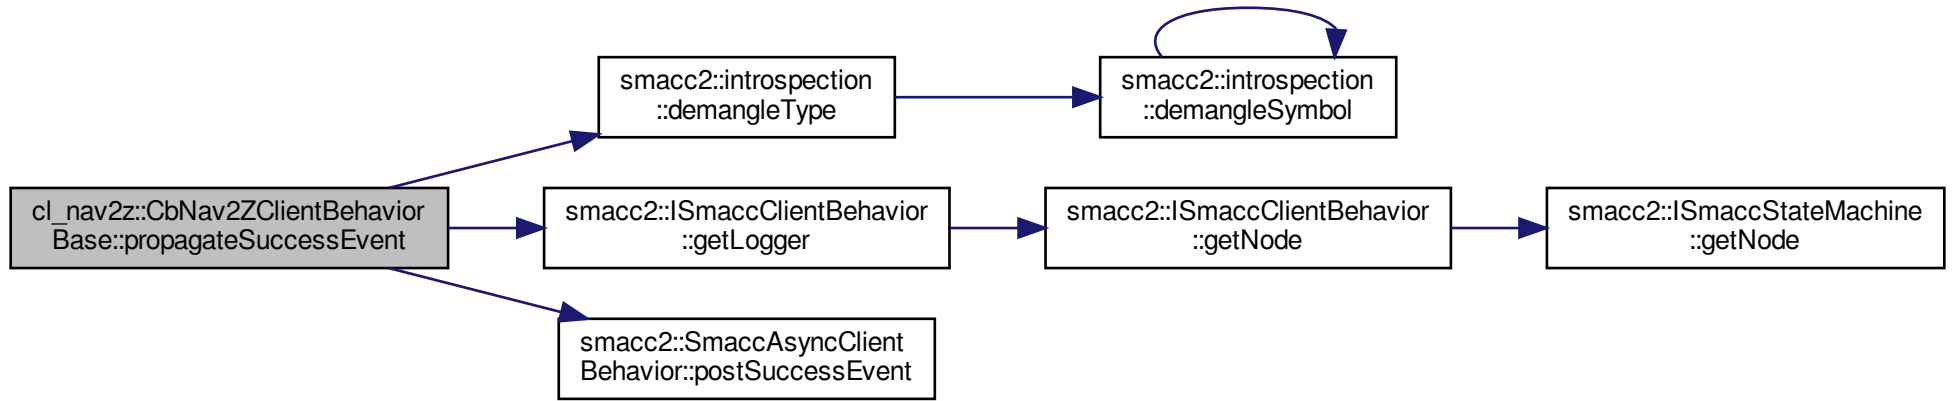 smacc2::introspection
::demangleType
smacc2::introspection
::demangleSymbol
cl_nav2z::CbNav2ZClientBehavior
Base::propagateSuccessEvent
smacc2::ISmaccClientBehavior
::getLogger
smacc2::ISmaccClientBehavior
::getNode
smacc2::ISmaccStateMachine
::getNode
smacc2::SmaccAsyncClient
Behavior::postSuccessEvent